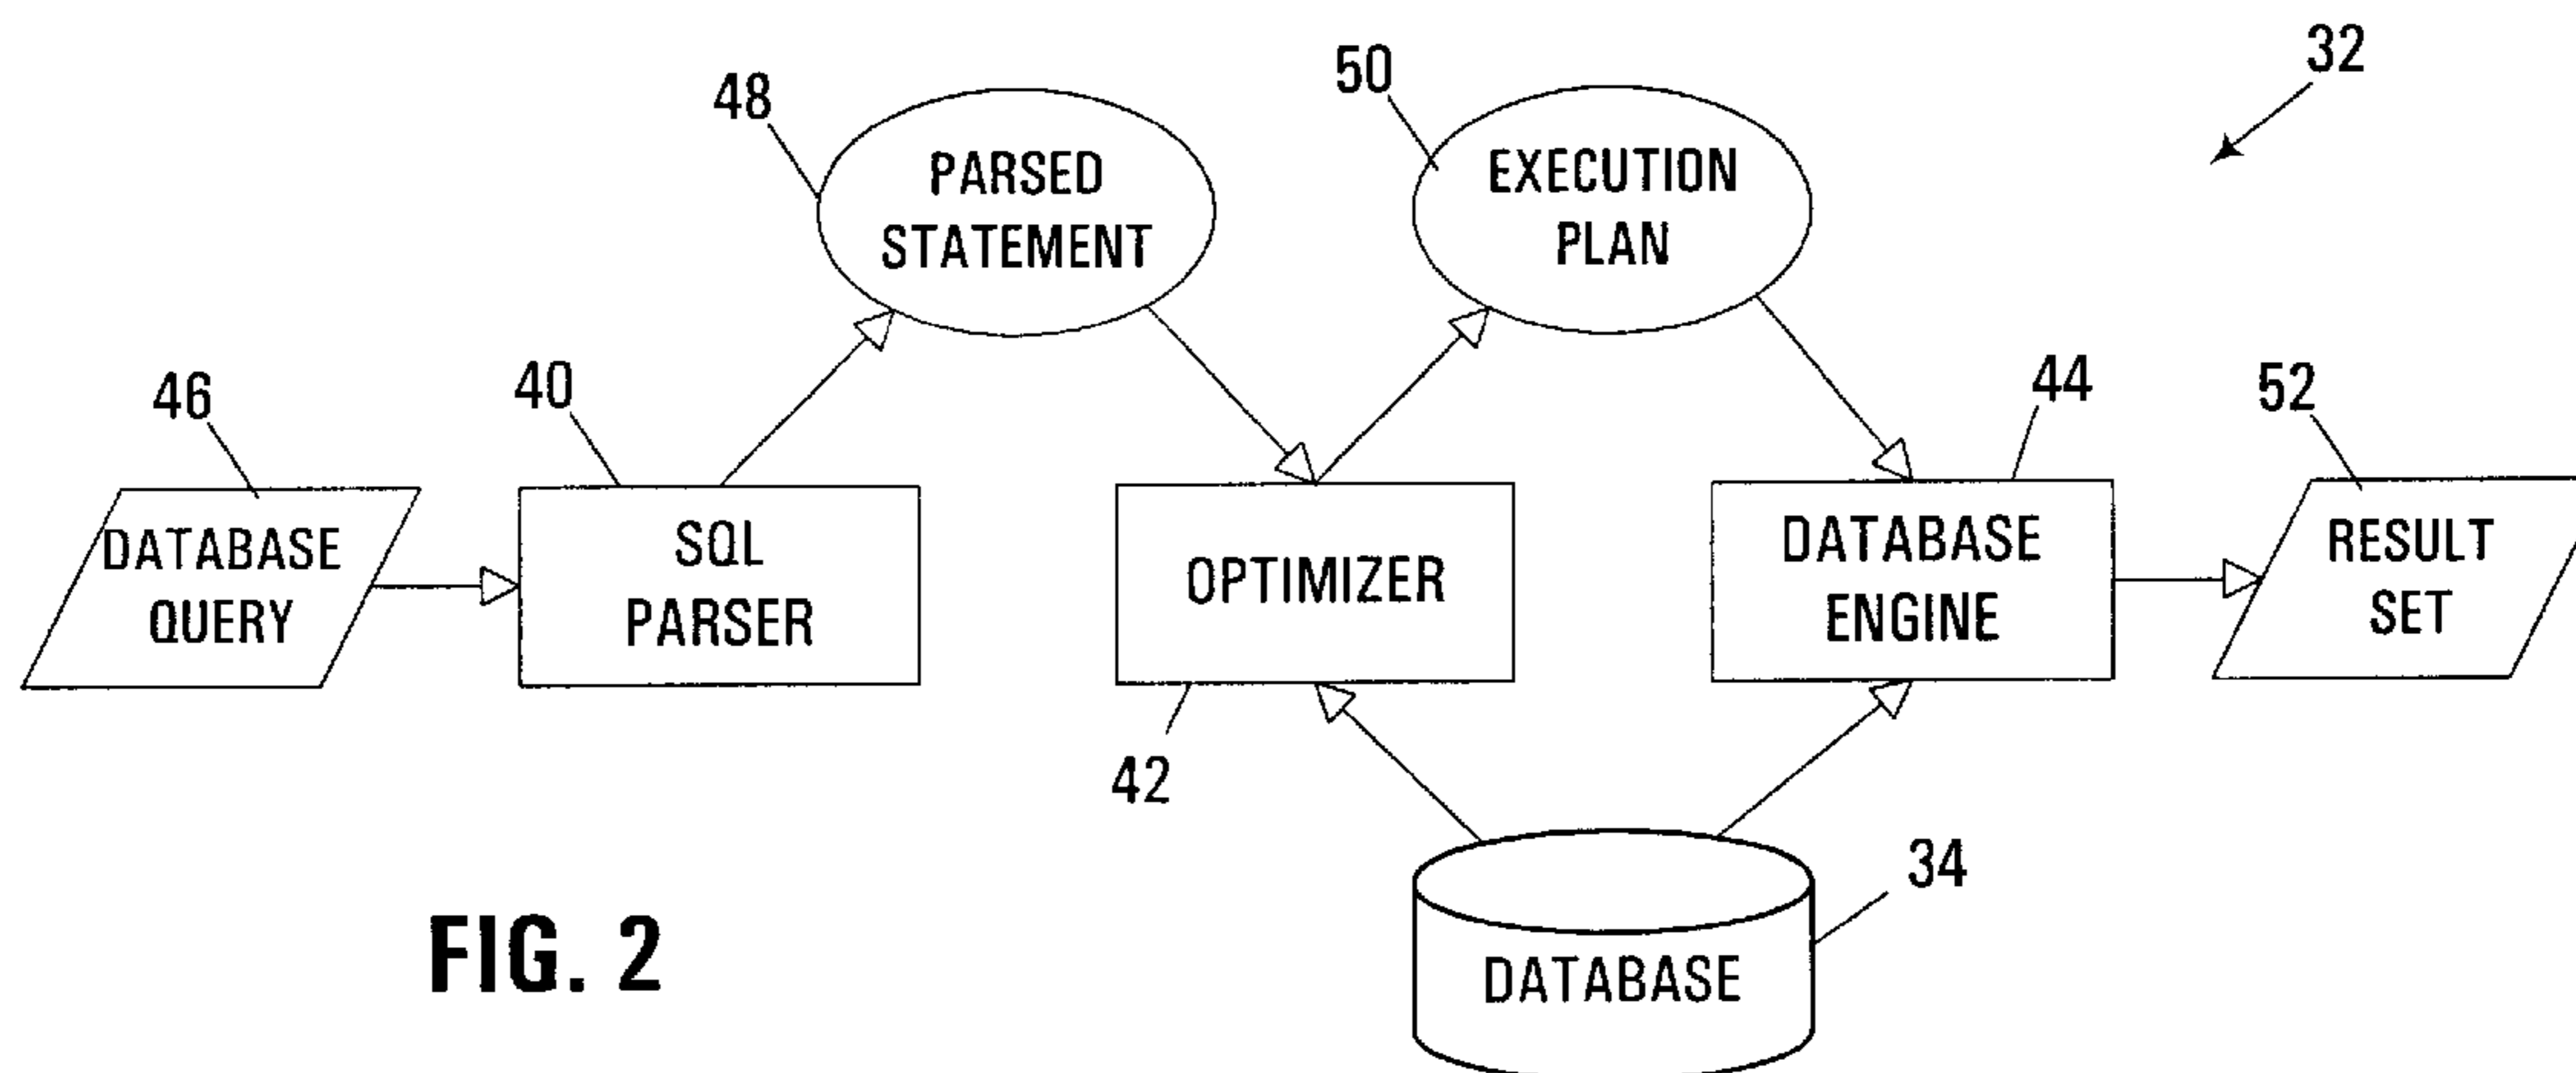 32
48
PARSED
STATEMENT
50
EXECUTION
PLAN
46
DATABASE
QUERY
40
SQL
PARSER
OPTIMIZER
42
44
DATABASE
ENGINE
52
RESULT
SET
34
DATABASE
FIG. 2